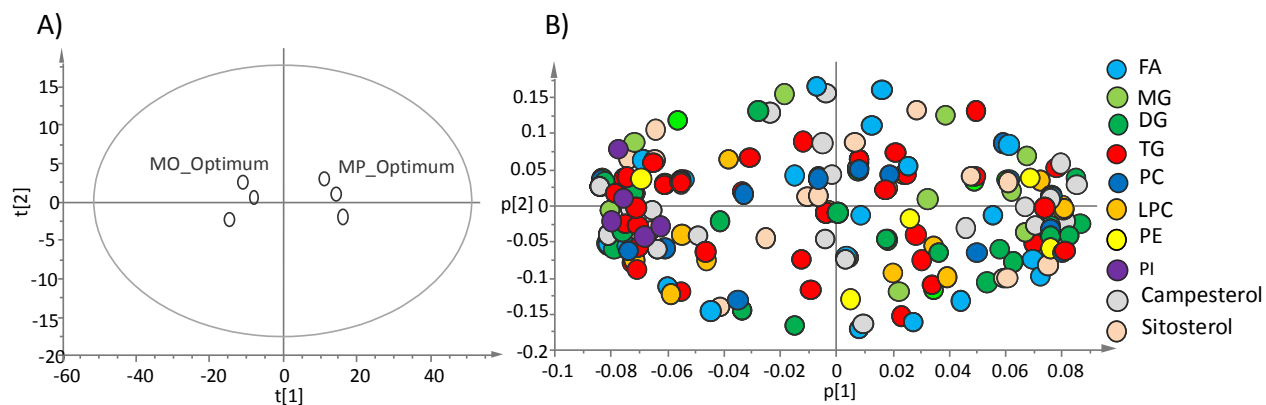 A)
t[2]
15
10
5
0
-5
-10
-15
-20
-60
-40
-20
0
20
40
t[1]
MO_Optimum
MP_Optimum
B)
p[2]
0.15
0.1
0.05
0
-0.05
-0.1
-0.15
-0.2
-0.1
-0.08
-0.06
-0.04
-0.02
0
0.02
0.04
0.06
0.08
p[1]
FA
MG
DG
TG
PC
LPC
PE
PI
Campesterol
Sitosterol